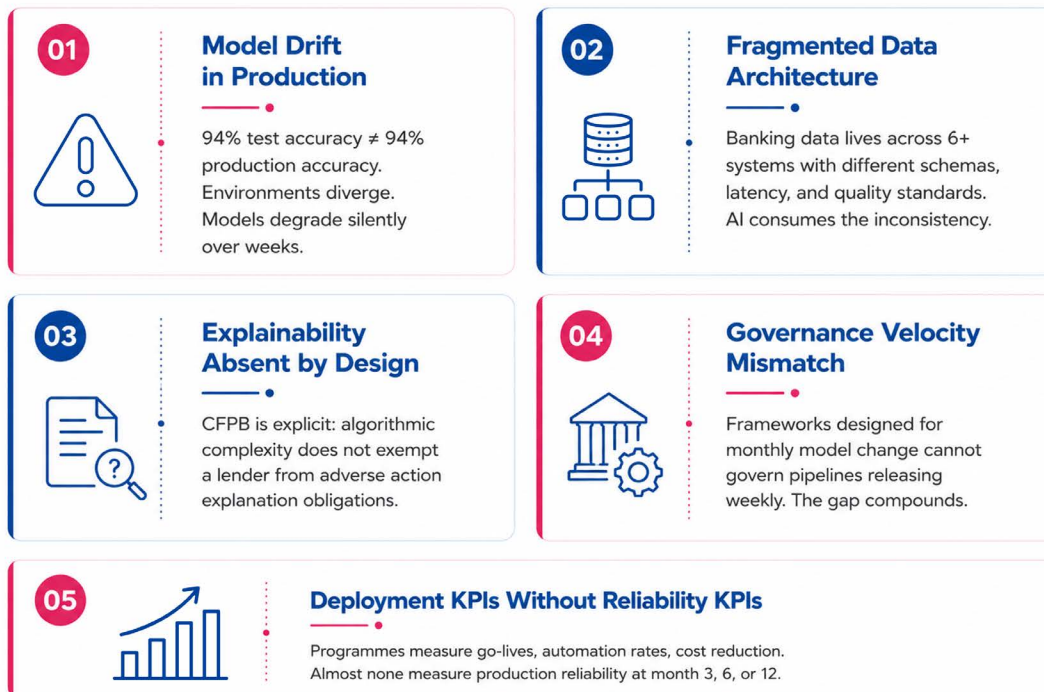 01
Model Drift
in Production
94% test accuracy ≠ 94%
production accuracy.
Environments diverge.
Models degrade silently
over weeks.
02
Fragmented Data
Architecture
Banking data lives across 6+
systems with different schemas,
latency, and quality standards.
AI consumes the inconsistency.
03
Explainability
Absent by Design
CFPB is explicit: algorithmic
complexity does not exempt
a lender from adverse action
explanation obligations.
?
04
Governance Velocity
Mismatch
Frameworks designed for
monthly model change cannot
govern pipelines releasing
weekly. The gap compounds.
05
Deployment KPIs Without Reliability KPIs
Programmes measure go-lives, automation rates, cost reduction.
Almost none measure production reliability at month 3, 6, or 12.